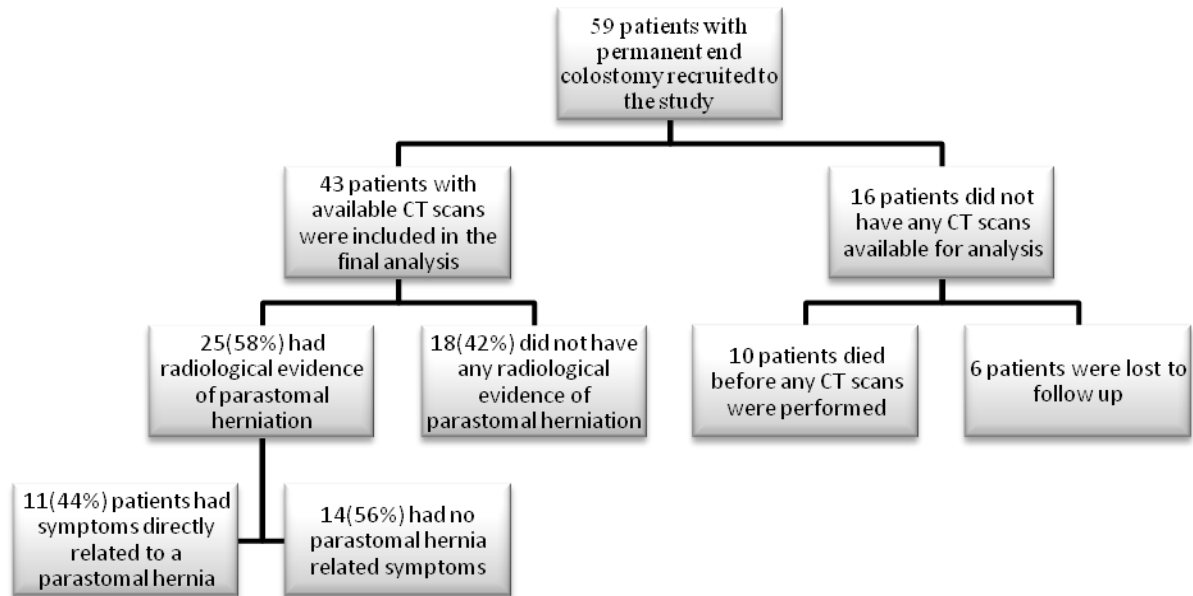 59 patients with
permanent end
colostomy recruited to
the study
43 patients with
available CT scans
were included in the
final analysis
16 patients did not
have any CT scans
available for analysis
25(58%) had
radiological evidence
of parastomal
herniation
18(42%) did not have
any radiological
evidence of
parastomal herniation
10 patients died
before any CT scans
were performed
6 patients were lost to
follow up
11(44%) patients had
symptoms directly
related to a
parastomal hernia
14(56%) had no
parastomal hernia
related symptoms